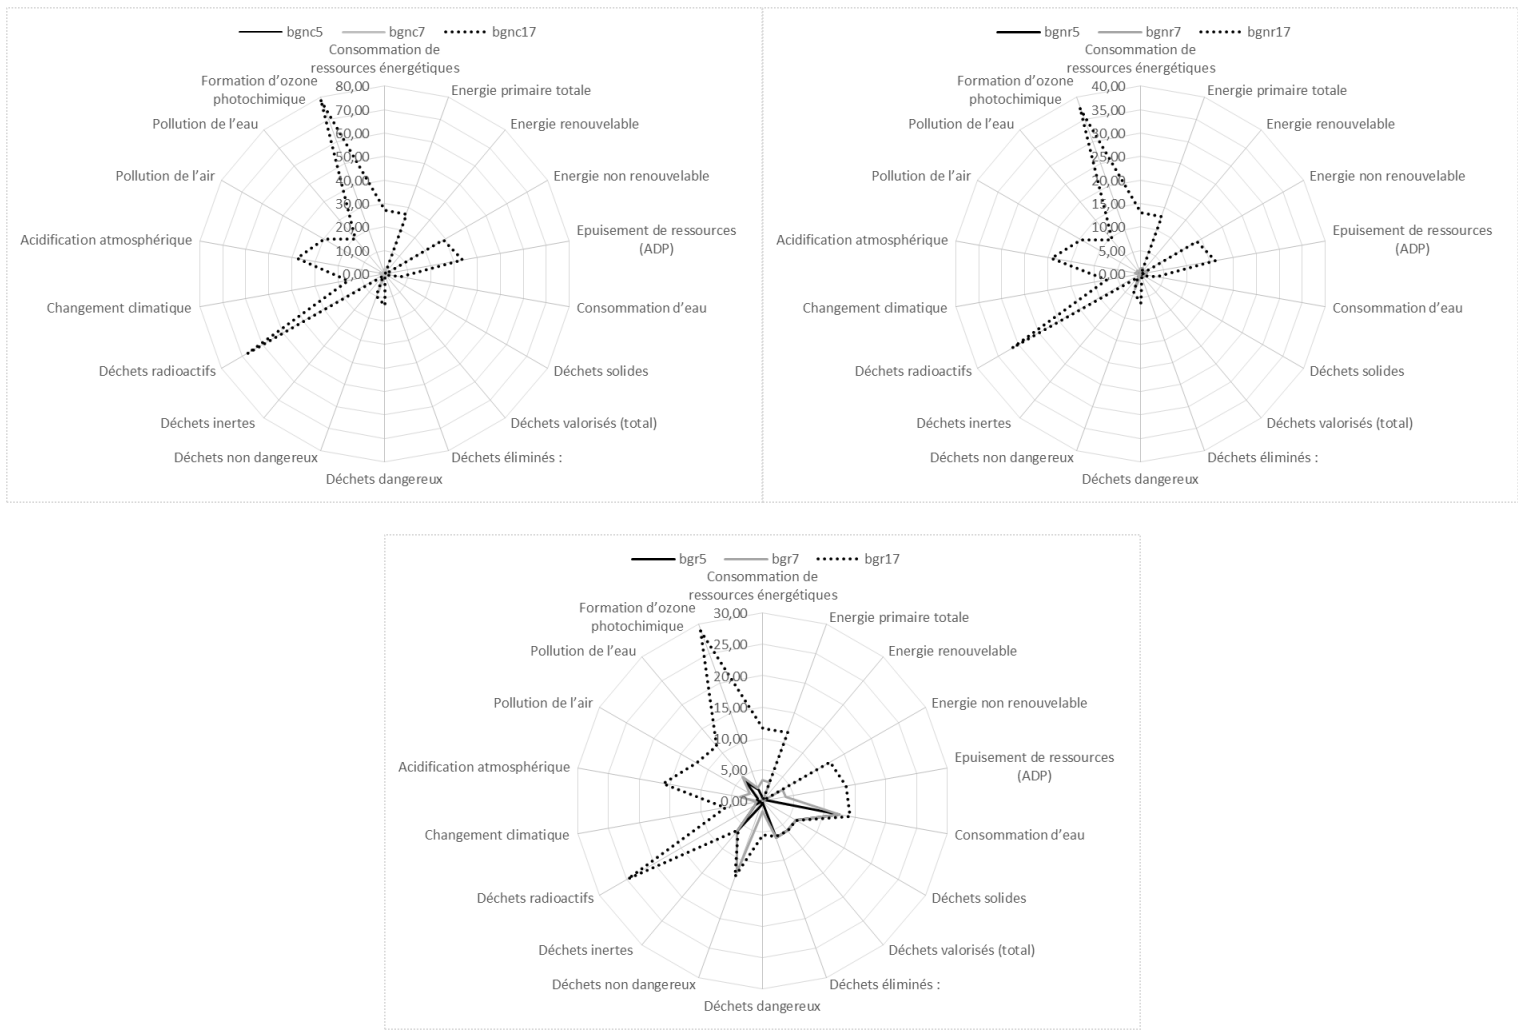 bgnc5 bgnc7 bgnc17
Consommation de
ressources énergétiques
Energie primaire totale
Energie renouvelable
Energie non renouvelable
Epuisement de ressources
(ADP)
Consommation d’eau
Déchets solides
Déchets valorisés (total)
Déchets éliminés :
Déchets dangereux
Déchets non dangereux
Déchets inertes
Déchets radioactifs
Changement climatique
Acidification atmosphérique
Pollution de l’air
Pollution de l’eau
Formation d’ozone
photochimique
80,00
70,00
60,00
50,00
40,00
30,00
20,00
10,00
0,00
bgnr5 bgnr7 bgnr17
Consommation de
ressources énergétiques
Energie primaire totale
Energie renouvelable
Energie non renouvelable
Epuisement de ressources
(ADP)
Consommation d’eau
Déchets solides
Déchets valorisés (total)
Déchets éliminés :
Déchets dangereux
Déchets non dangereux
Déchets inertes
Déchets radioactifs
Changement climatique
Acidification atmosphérique
Pollution de l’air
Pollution de l’eau
Formation d’ozone
photochimique
40,00
35,00
30,00
25,00
20,00
15,00
10,00
5,00
0,00
bgr5 bgr7 bgr17
Consommation de
ressources énergétiques
Energie primaire totale
Energie renouvelable
Energie non renouvelable
Epuisement de ressources
(ADP)
Consommation d’eau
Déchets solides
Déchets valorisés (total)
Déchets éliminés :
Déchets dangereux
Déchets non dangereux
Déchets inertes
Déchets radioactifs
Changement climatique
Acidification atmosphérique
Pollution de l’air
Pollution de l’eau
Formation d’ozone
photochimique
30,00
25,00
20,00
15,00
10,00
5,00
0,00